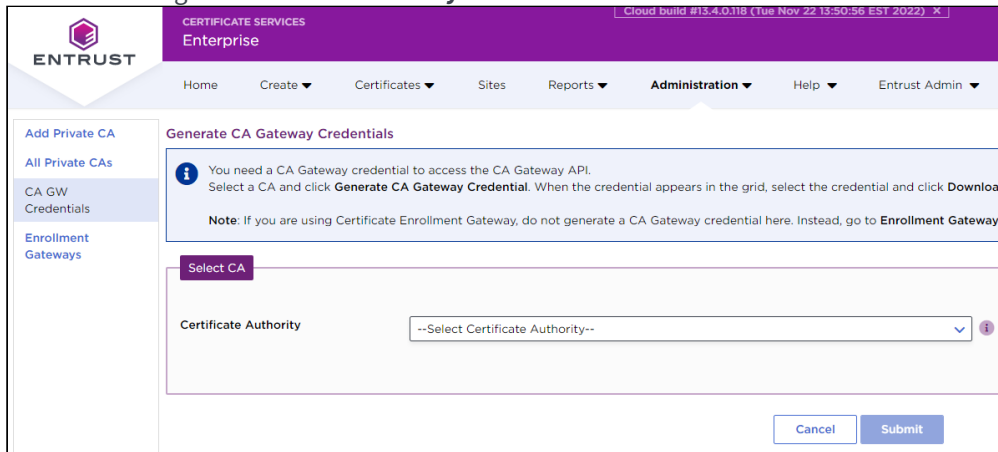 CERTIFICATE SERVICES
Enterprise
Cloud build #13.4.0.118 (Tue Nov 22 13:50:56 EST 2022) ×
ENTRUST
Home Create Certificates Sites Reports Administration Help Entrust Admin
Add Private CA
All Private CAs
CA GW
Credentials
Enrollment
Gateways
Generate CA Gateway Credentials
You need a CA Gateway credential to access the CA Gateway API.
Select a CA and click Generate CA Gateway Credential. When the credential appears in the grid, select the credential and click Downloa
Note: If you are using Certificate Enrollment Gateway, do not generate a CA Gateway credential here. Instead, go to Enrollment Gateway
Select CA
Certificate Authority
--Select Certificate Authority--
Cancel Submit